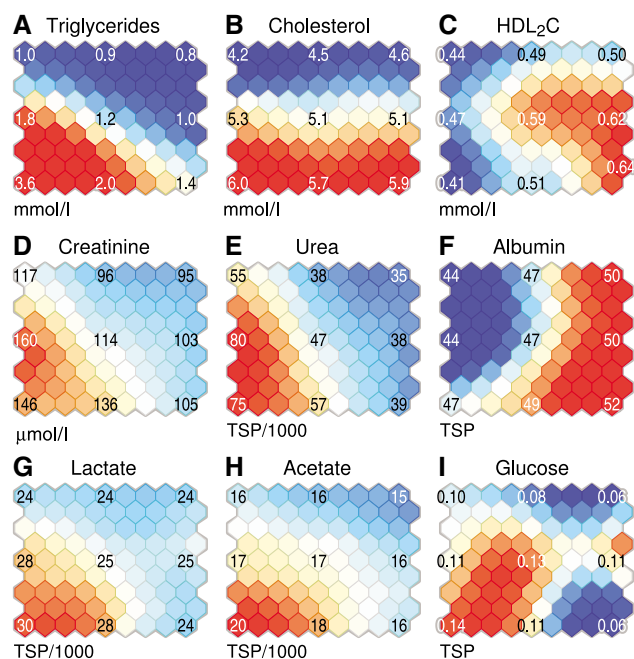 A Triglycerides
1.0 0.9 0.8
1.8 1.2 1.0
3.6 2.0 1.4
mmol/l
B Cholesterol
4.2 4.5 4.6
5.3 5.1 5.1
6.0 5.7 5.9
mmol/l
C HDL₂C
0.44 0.49 0.50
0.47 0.59 0.62
0.64
0.41 0.51
mmol/l
D Creatinine
117 96 95
160 114 103
146 136 105
μmol/l
E Urea
55 38 35
80 47 38
75 57 39
TSP/1000
F Albumin
44 47 50
44 47 50
47 49 52
TSP
G Lactate
24 24 24
28 25 25
30 28 24
TSP/1000
H Acetate
16 16 15
17 17 16
20 18 16
TSP/1000
I Glucose
0.10 0.08 0.06
0.11 0.13 0.11
0.14 0.11 0.06
TSP